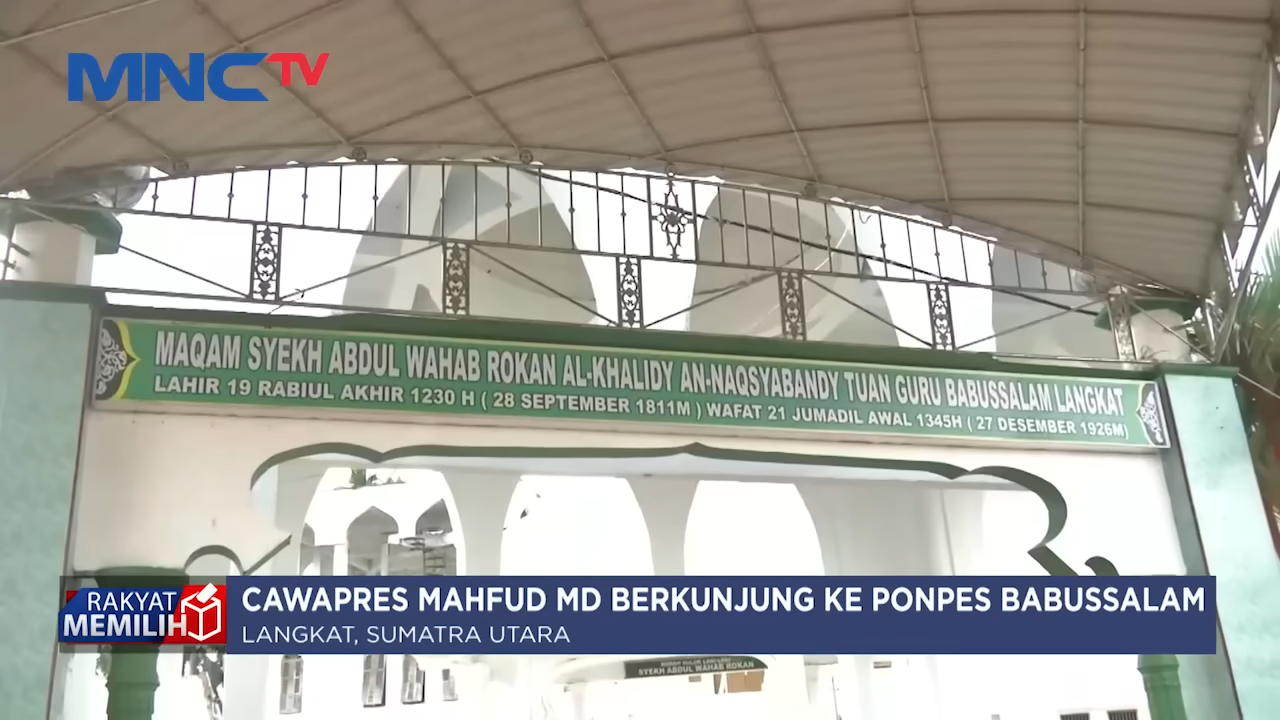 MNCTV
MAQAM SYEKH ABDUL WAHAB ROKAN AL-KHALIDY AN-NAQSYABANDY TUAN GURU BABUSSALAM LANGKAT
LAHIR 19 RABIUL AKHIR 1230 H ( 28 SEPTEMBER 1811M ) WAFAT 21 JUMADIL AWAL 1345H ( 27 DESEMBER 1926M)
RAKYAT
MEMILIH
CAWAPRES MAHFUD MD BERKUNJUNG KE PONPES BABUSSALAM
LANGKAT, SUMATRA UTARA
SYEKH ABDUL WAHAB ROKAN